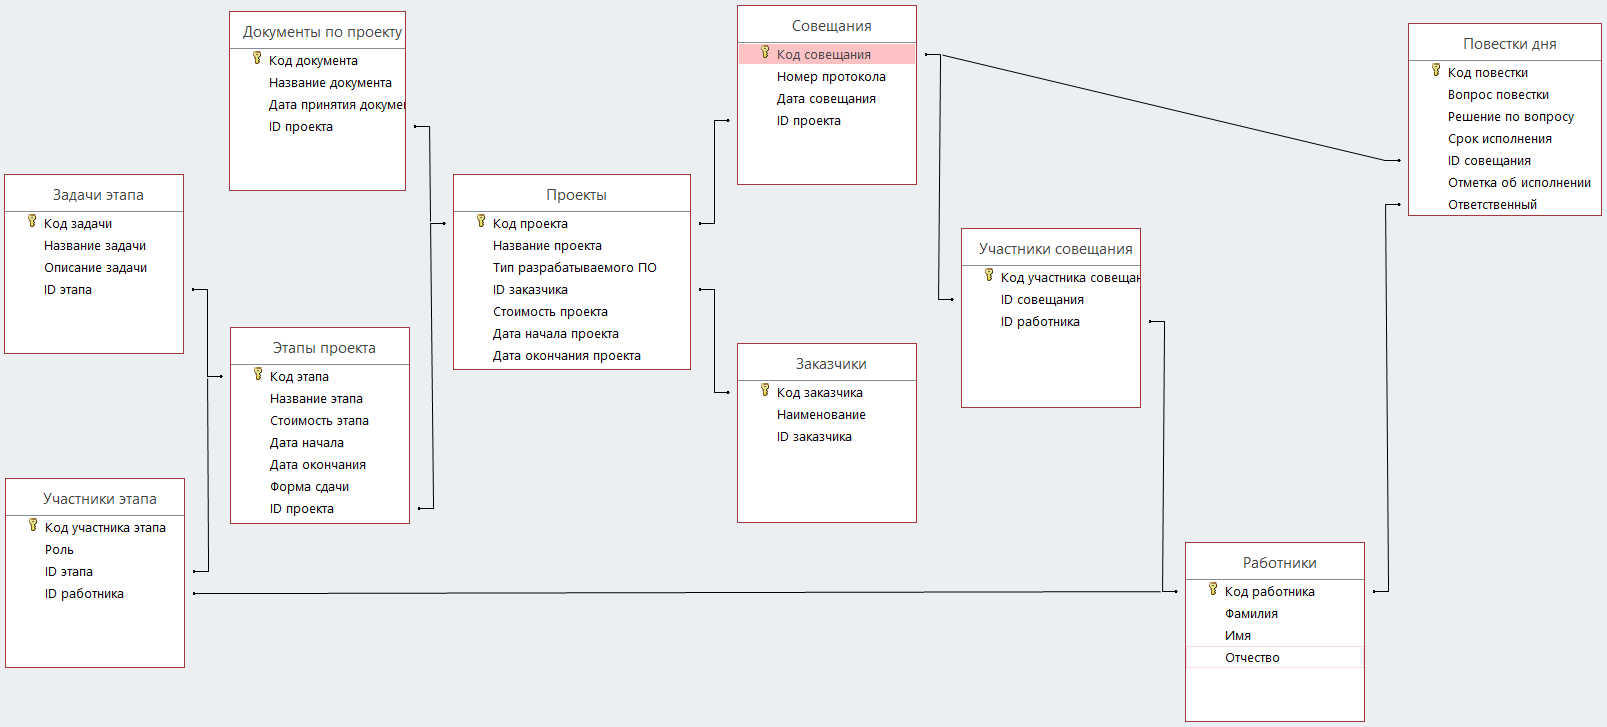 Документы по проекту
Код документа
Название документа
Дата принятия докумен
ID проекта
Совещания
Код совещания
Номер протокола
Дата совещания
ID проекта
Повестки дня
Код повестки
Вопрос повестки
Решение по вопросу
Срок исполнения
ID совещания
Отметка об исполнении
Ответственный
Задачи этапа
Код задачи
Название задачи
Описание задачи
ID этапа
Проекты
Код проекта
Название проекта
Тип разрабатываемого ПО
ID заказчика
Стоимость проекта
Дата начала проекта
Дата окончания проекта
Участники совещания
Код участника совещан
ID совещания
ID работника
Этапы проекта
Код этапа
Название этапа
Стоимость этапа
Дата начала
Дата окончания
Форма сдачи
ID проекта
Заказчики
Код заказчика
Наименование
ID заказчика
Участники этапа
Код участника этапа
Роль
ID этапа
ID работника
Работники
Код работника
Фамилия
Имя
Отчество